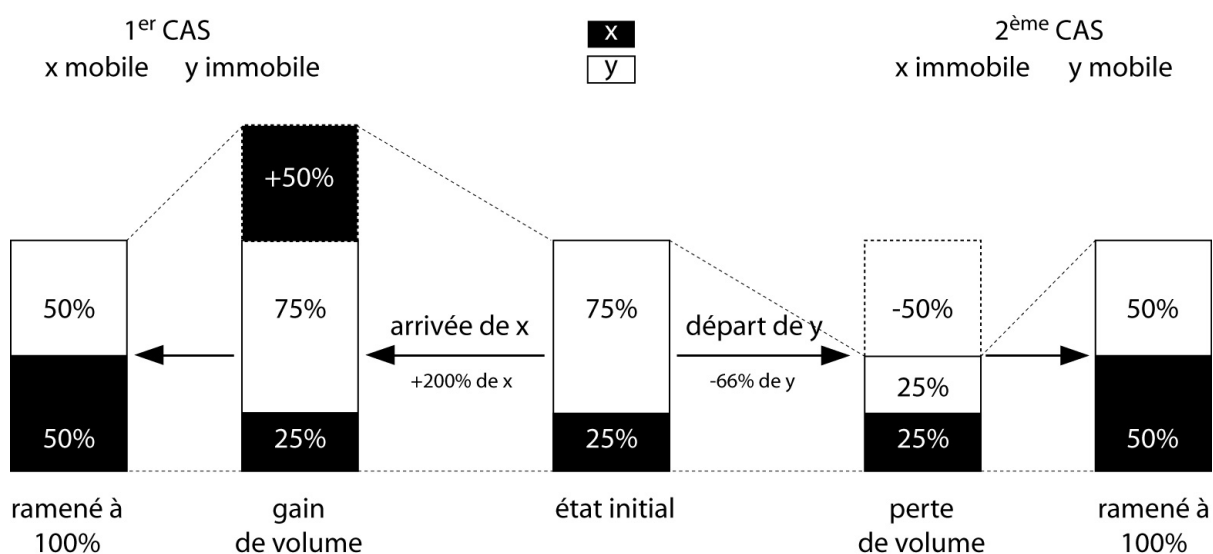 1er CAS
x mobile y immobile
x
y
2ème CAS
x immobile y mobile
+50%
50%
75%
arrivée de x
75%
départ de y
-50%
50%
+200% de x
-66% de y
25%
50%
25%
25%
25%
50%
ramené à
100%
gain
de volume
état initial
perte
de volume
ramené à
100%